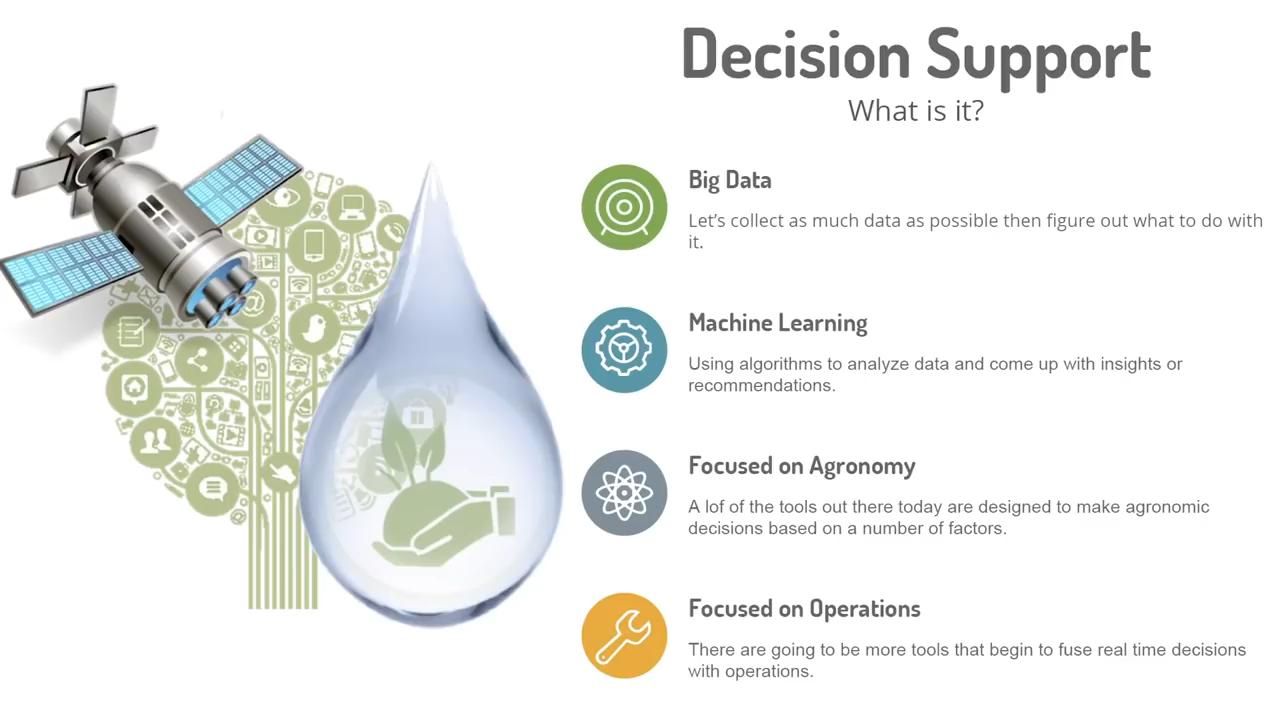 Decision Support
What is it?
Big Data
Let's collect as much data as possible then figure out what to do with
it.
Machine Learning
Using algorithms to analyze data and come up with insights or
recommendations.
Focused on Agronomy
A lof of the tools out there today are designed to make agronomic
decisions based on a number of factors.
Focused on Operations
There are going to be more tools that begin to fuse real time decisions
with operations.